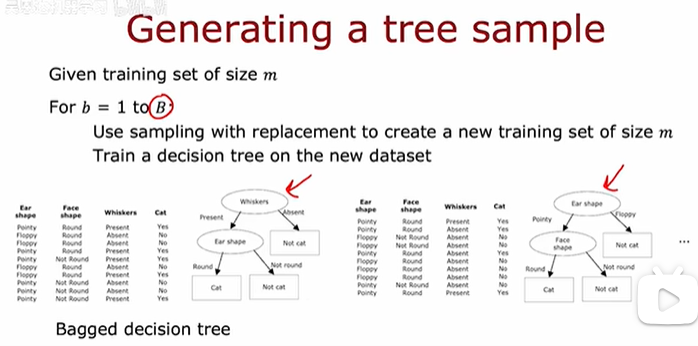 Generating a tree sample
Given training set of size m
For b = 1 to B:
Use sampling with replacement to create a new training set of size m
Train a decision tree on the new dataset
Ear shape Face shape Whiskers Cat
Pointy Round Present Yes
Floppy Round Absent No
Floppy Round Absent No
Pointy Round Present Yes
Pointy Not Round Present Yes
Floppy Round Absent No
Floppy Round Present Yes
Pointy Not Round Absent No
Pointy Not Round Absent No
Pointy Not Round Present Yes
Whiskers
Present
Absent
Ear shape
Not cat
Round
Not round
Cat
Not cat
Ear shape Face shape Whiskers Cat
Pointy Round Present Yes
Pointy Round Absent Yes
Floppy Not Round Absent No
Floppy Not Round Absent No
Pointy Round Absent Yes
Floppy Round Absent No
Floppy Round Absent No
Floppy Round Absent No
Pointy Not Round Absent No
Pointy Round Present Yes
Ear shape
Pointy
Floppy
Face shape
Not cat
Round
Not round
Cat
Not cat
...
Bagged decision tree